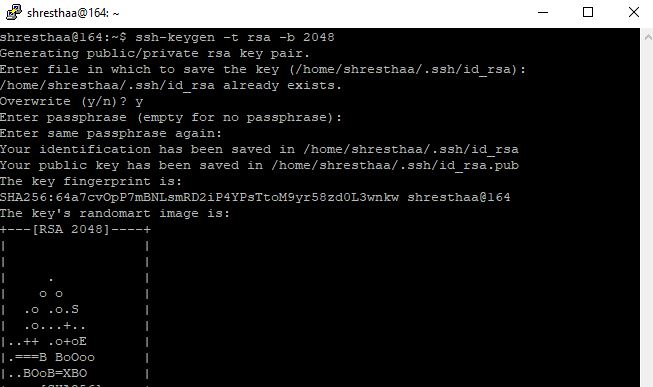 shresthaa@164: ~
shresthaa@164:~$ ssh-keygen -t rsa -b 2048
Generating public/private rsa key pair.
Enter file in which to save the key (/home/shresthaa/.ssh/id_rsa):
/home/shresthaa/.ssh/id_rsa already exists.
Overwrite (y/n)? y
Enter passphrase (empty for no passphrase):
Enter same passphrase again:
Your identification has been saved in /home/shresthaa/.ssh/id_rsa
Your public key has been saved in /home/shresthaa/.ssh/id_rsa.pub
The key fingerprint is:
SHA256:64a7cvOpP7mBNLsmRD2iP4YPsTtoM9yr58zd0L3wnkw shresthaa@164
The key's randomart image is:
+---[RSA 2048]----+
|                 |
|                 |
|      .          |
|     o o         |
|   .o .o.S       |
|   .o...+..      |
|..++ .o+oE       |
|.===B BoOoo      |
|..BOoB=XBO       |
+----[SHA256]-----+